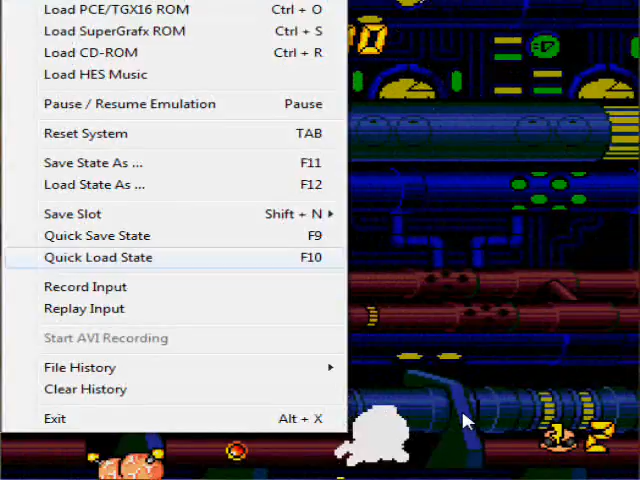 Load PCE/TGX16 ROM Ctrl + O
Load SuperGrafx ROM Ctrl + S
Load CD-ROM Ctrl + R
Load HES Music
Pause / Resume Emulation Pause
Reset System TAB
Save State As ... F11
Load State As ... F12
Save Slot Shift + N
Quick Save State F9
Quick Load State F10
Record Input
Replay Input
Start AVI Recording
File History
Clear History
Exit Alt + X
1 2